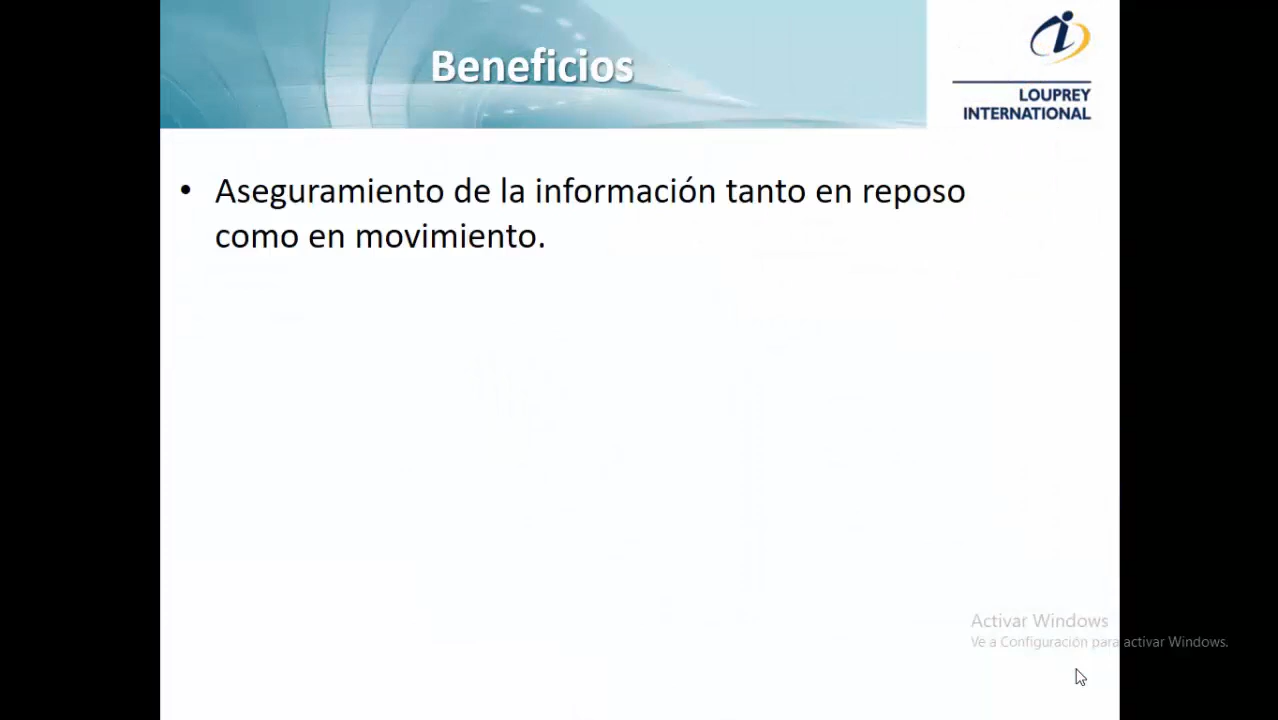 Beneficios
LOUPREY
INTERNATIONAL
• Aseguramiento de la información tanto en reposo
como en movimiento.
Activar Windows
Ve a Configuración para activar Windows.